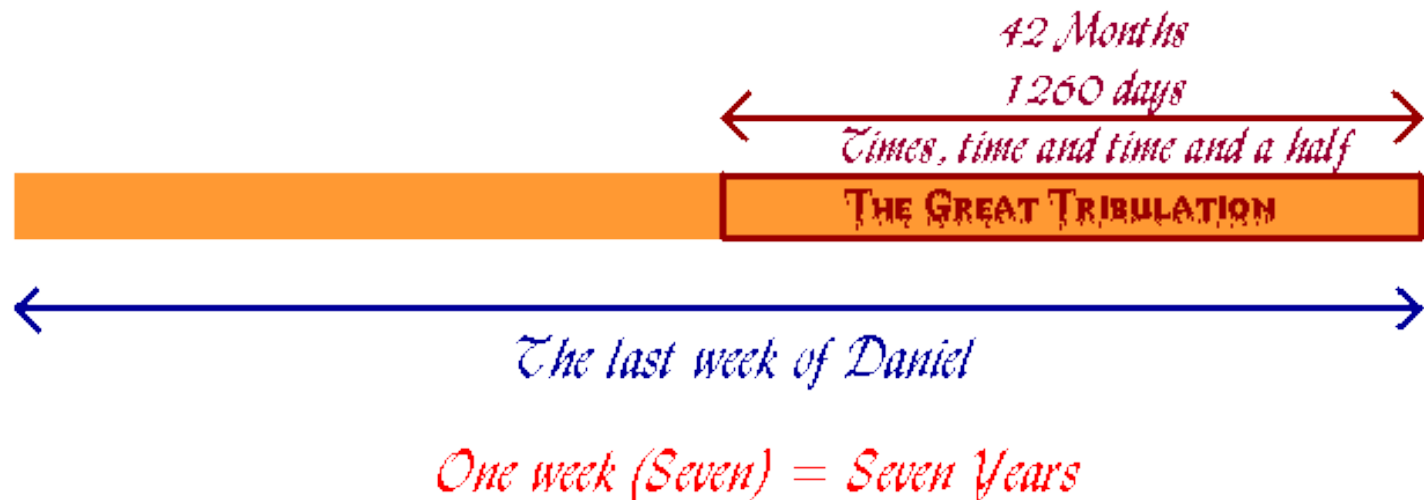 42 Months
1260 days
Times, time and time and a half
The Great Tribulation
The last week of Daniel
One week (Seven) = Seven Years